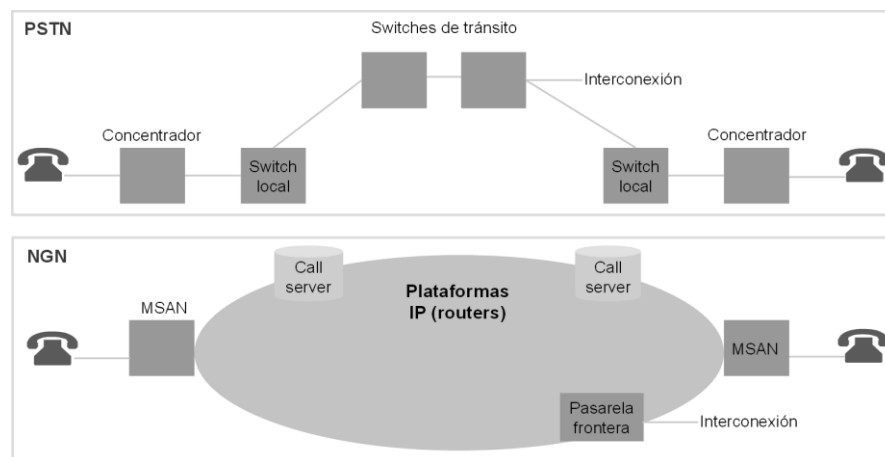 PSTN
Switches de tránsito
Interconexión
Concentrador
Concentrador
Switch
local
Switch
local
NGN
Call
server
Call
server
Plataformas
IP (routers)
MSAN
MSAN
Pasarela
frontera
Interconexión